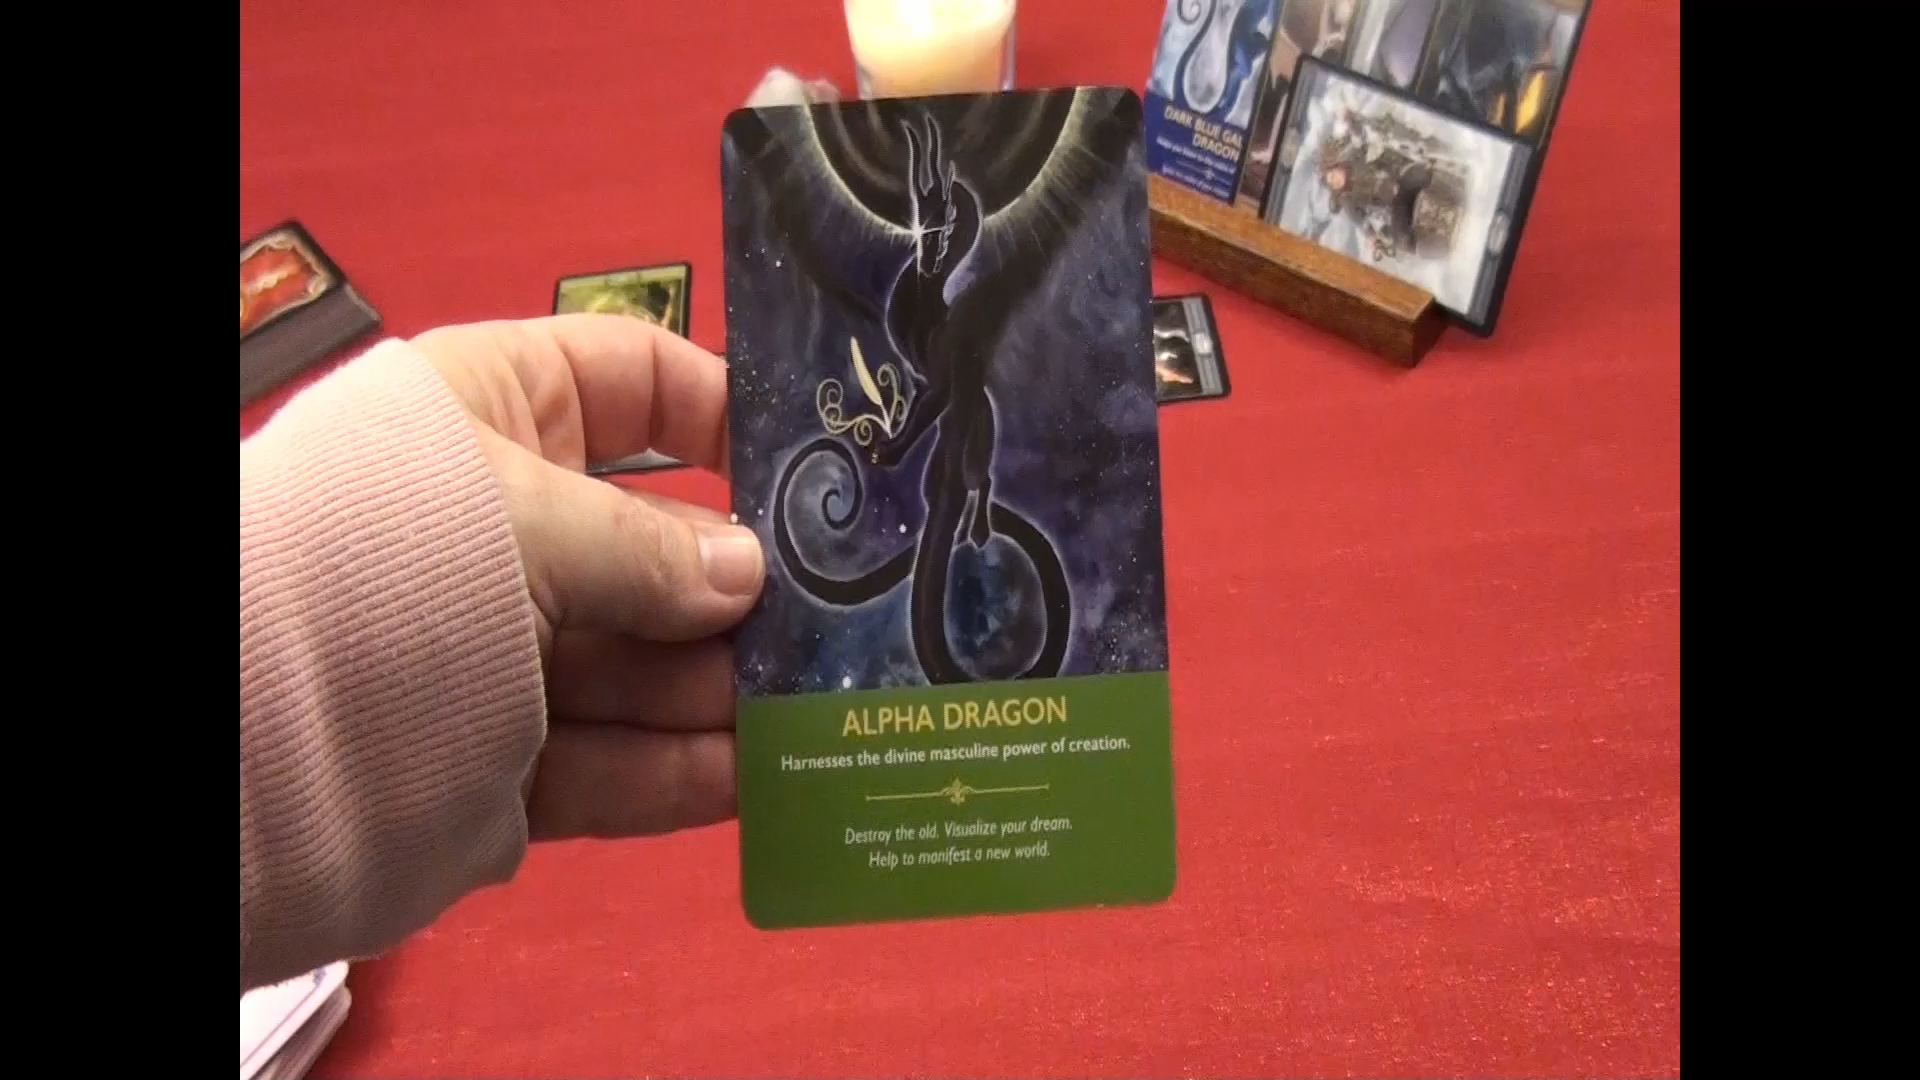 ALPHA DRAGON
Harnesses the divine masculine power of creation.
Destroy the old. Visualize your dream.
Help to manifest a new world.
DARK BLUE GA
DRAGON